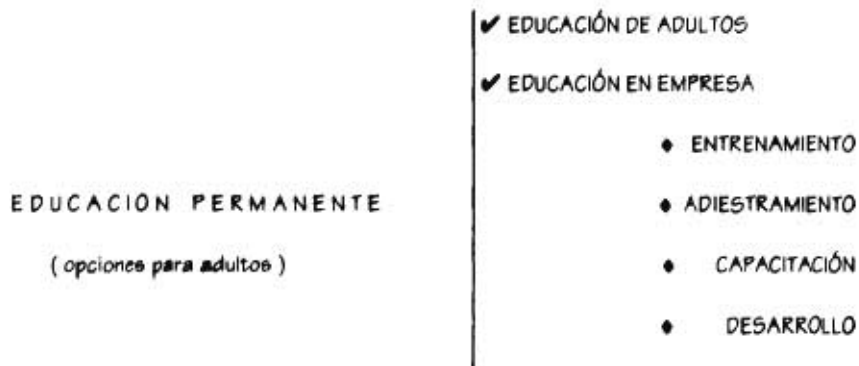 ✔ EDUCACIÓN DE ADULTOS
✔ EDUCACIÓN EN EMPRESA
♦ ENTRENAMIENTO
EDUCACION PERMANENTE
♦ ADIESTRAMIENTO
( opciones para adultos )
♦ CAPACITACIÓN
♦ DESARROLLO